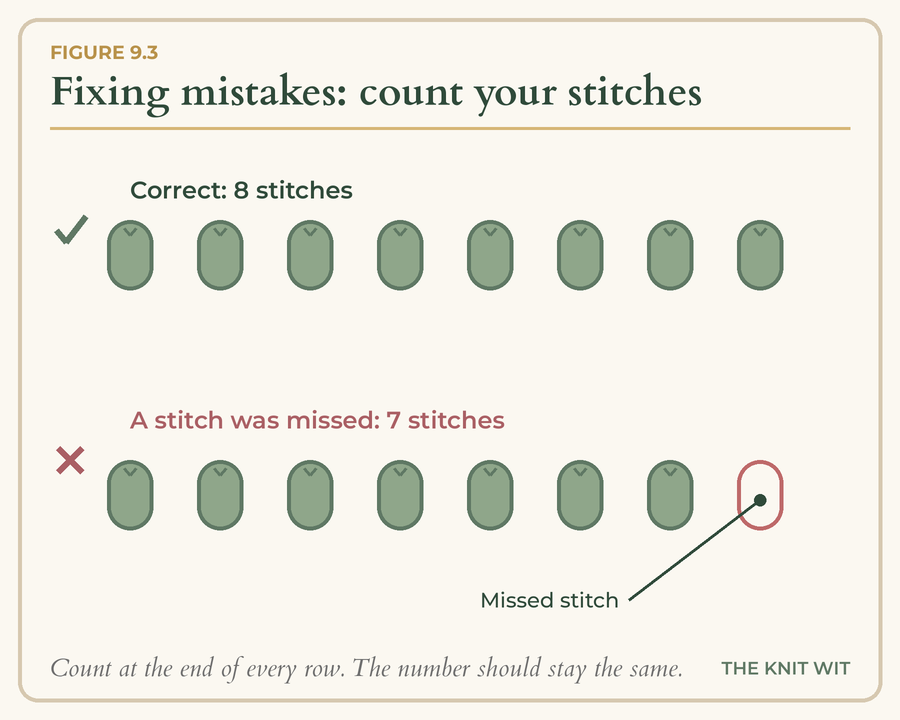 FIGURE 9.3
Fixing mistakes: count your stitches
Correct: 8 stitches
A stitch was missed: 7 stitches
Missed stitch
Count at the end of every row. The number should stay the same.
THE KNIT WIT